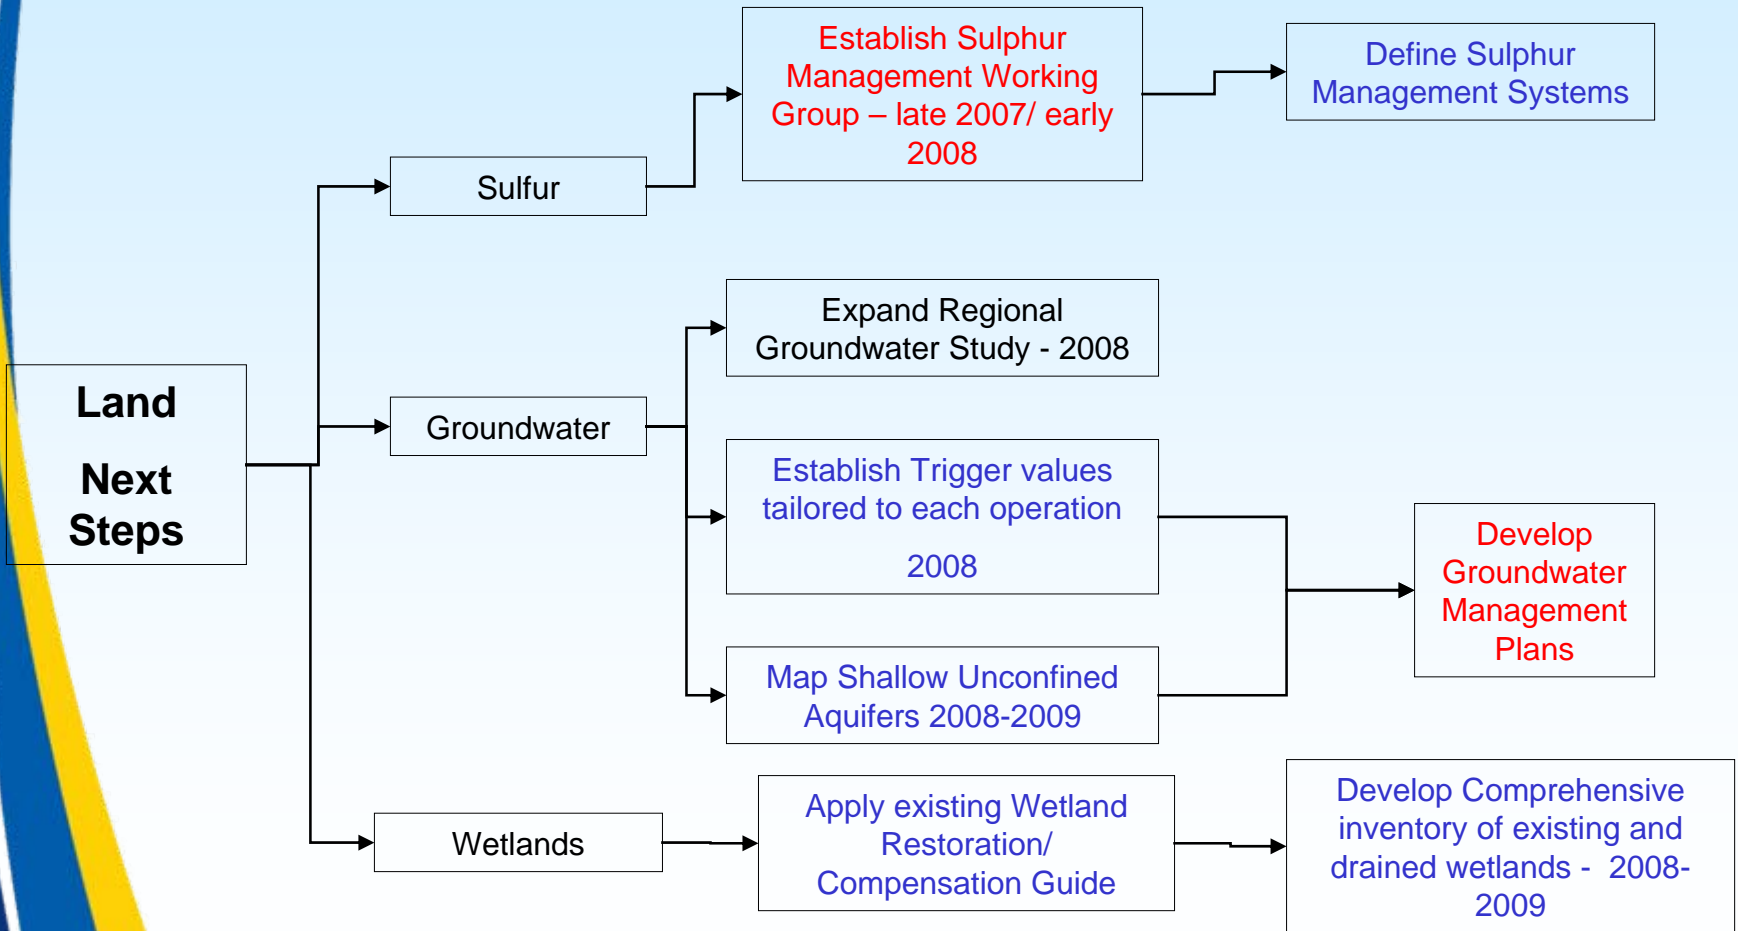 Land
Next
Steps
Sulfur
Establish Sulphur
Management Working
Group – late 2007/ early
2008
Define Sulphur
Management Systems
Groundwater
Expand Regional
Groundwater Study - 2008
Establish Trigger values
tailored to each operation
2008
Map Shallow Unconfined
Aquifers 2008-2009
Develop
Groundwater
Management
Plans
Wetlands
Apply existing Wetland
Restoration/
Compensation Guide
Develop Comprehensive
inventory of existing and
drained wetlands -  2008-
2009